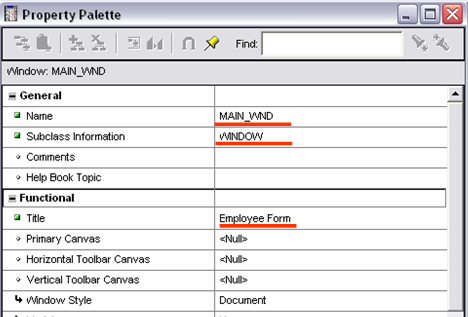 Property Palette
Find:
Window: MAIN_WND
General
Name MAIN_WND
Subclass Information WINDOW
Comments
Help Book Topic
Functional
Title Employee Form
Primary Canvas <Null>
Horizontal Toolbar Canvas <Null>
Vertical Toolbar Canvas <Null>
Window Style Document